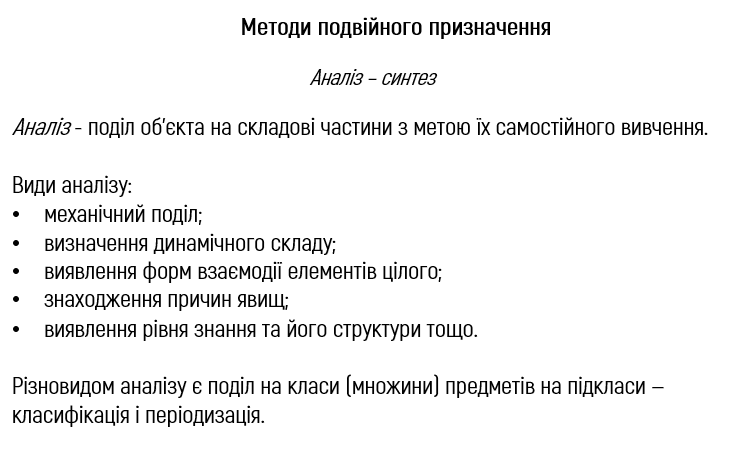 Методи подвійного призначення
Аналіз – синтез
Аналіз - поділ об'єкта на складові частини з метою їх самостійного вивчення.
Види аналізу:
• механічний поділ;
• визначення динамічного складу;
• виявлення форм взаємодії елементів цілого;
• знаходження причин явищ;
• виявлення рівня знання та його структури тощо.
Різновидом аналізу є поділ на класи (множини) предметів на підкласи –
класифікація і періодизація.